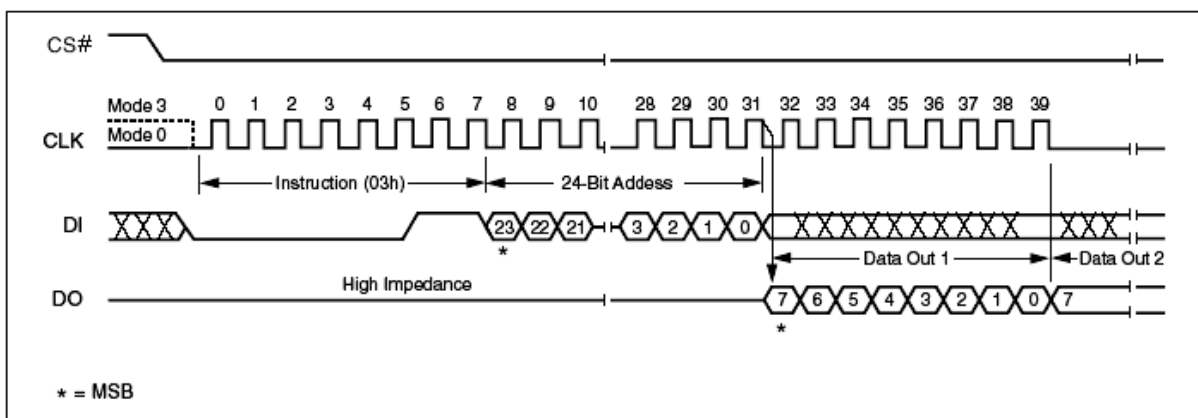 CS#
Mode 3
0 1 2 3 4 5 6 7 8 9 10 28 29 30 31 32 33 34 35 36 37 38 39
Mode 0
CLK
Instruction (03h) 24-Bit Addess
DI
23 22 21 3 2 1 0
*
Data Out 1 Data Out 2
High Impedance
DO
7 6 5 4 3 2 1 0 7
*
* = MSB